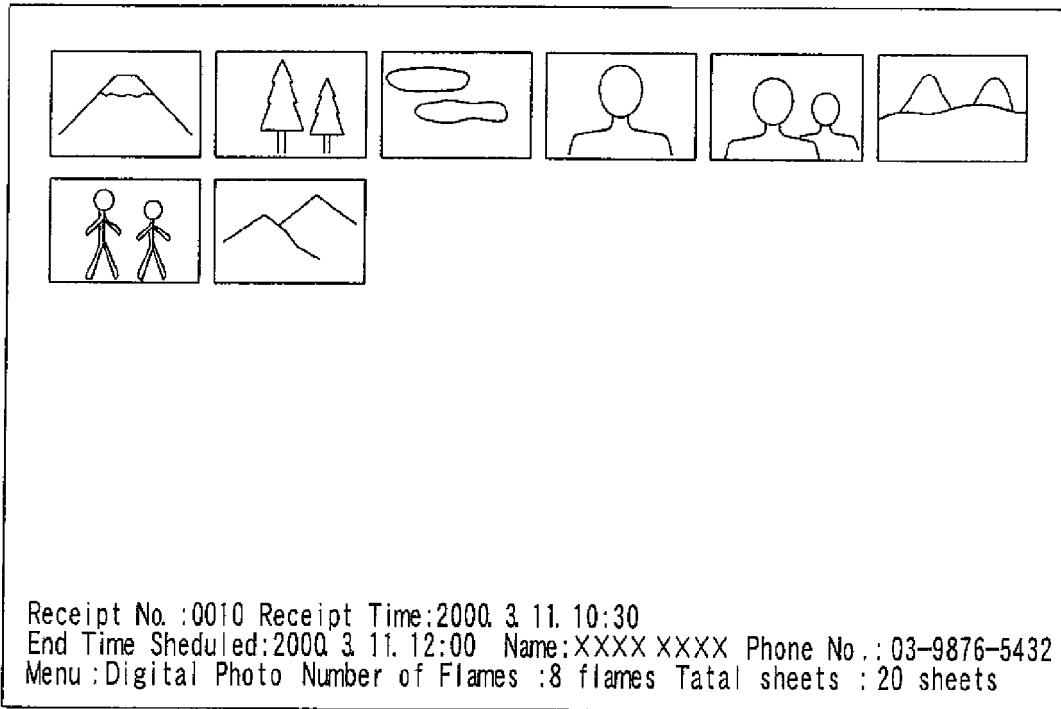 Receipt No. :0010 Receipt Time:2000. 3. 11. 10:30
End Time Sheduled:2000. 3. 11. 12:00 Name:XXXX XXXX Phone No.: 03-9876-5432
Menu :Digital Photo Number of Flames :8 flames Tatal sheets : 20 sheets